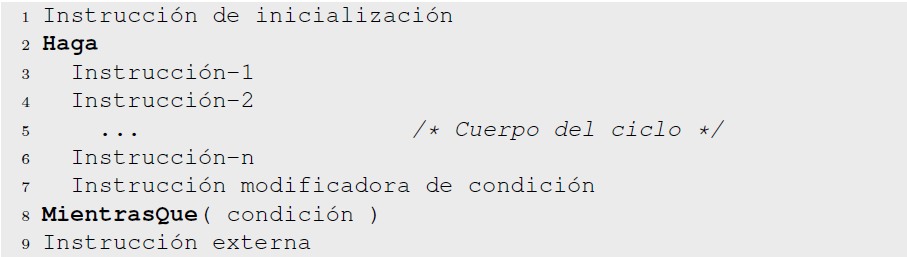 1 Instrucción de inicialización
2 Haga
3 Instrucción-1
4 Instrucción-2
5 ... /* Cuerpo del ciclo */
6 Instrucción-n
7 Instrucción modificadora de condición
8 MientrasQue( condición )
9 Instrucción externa